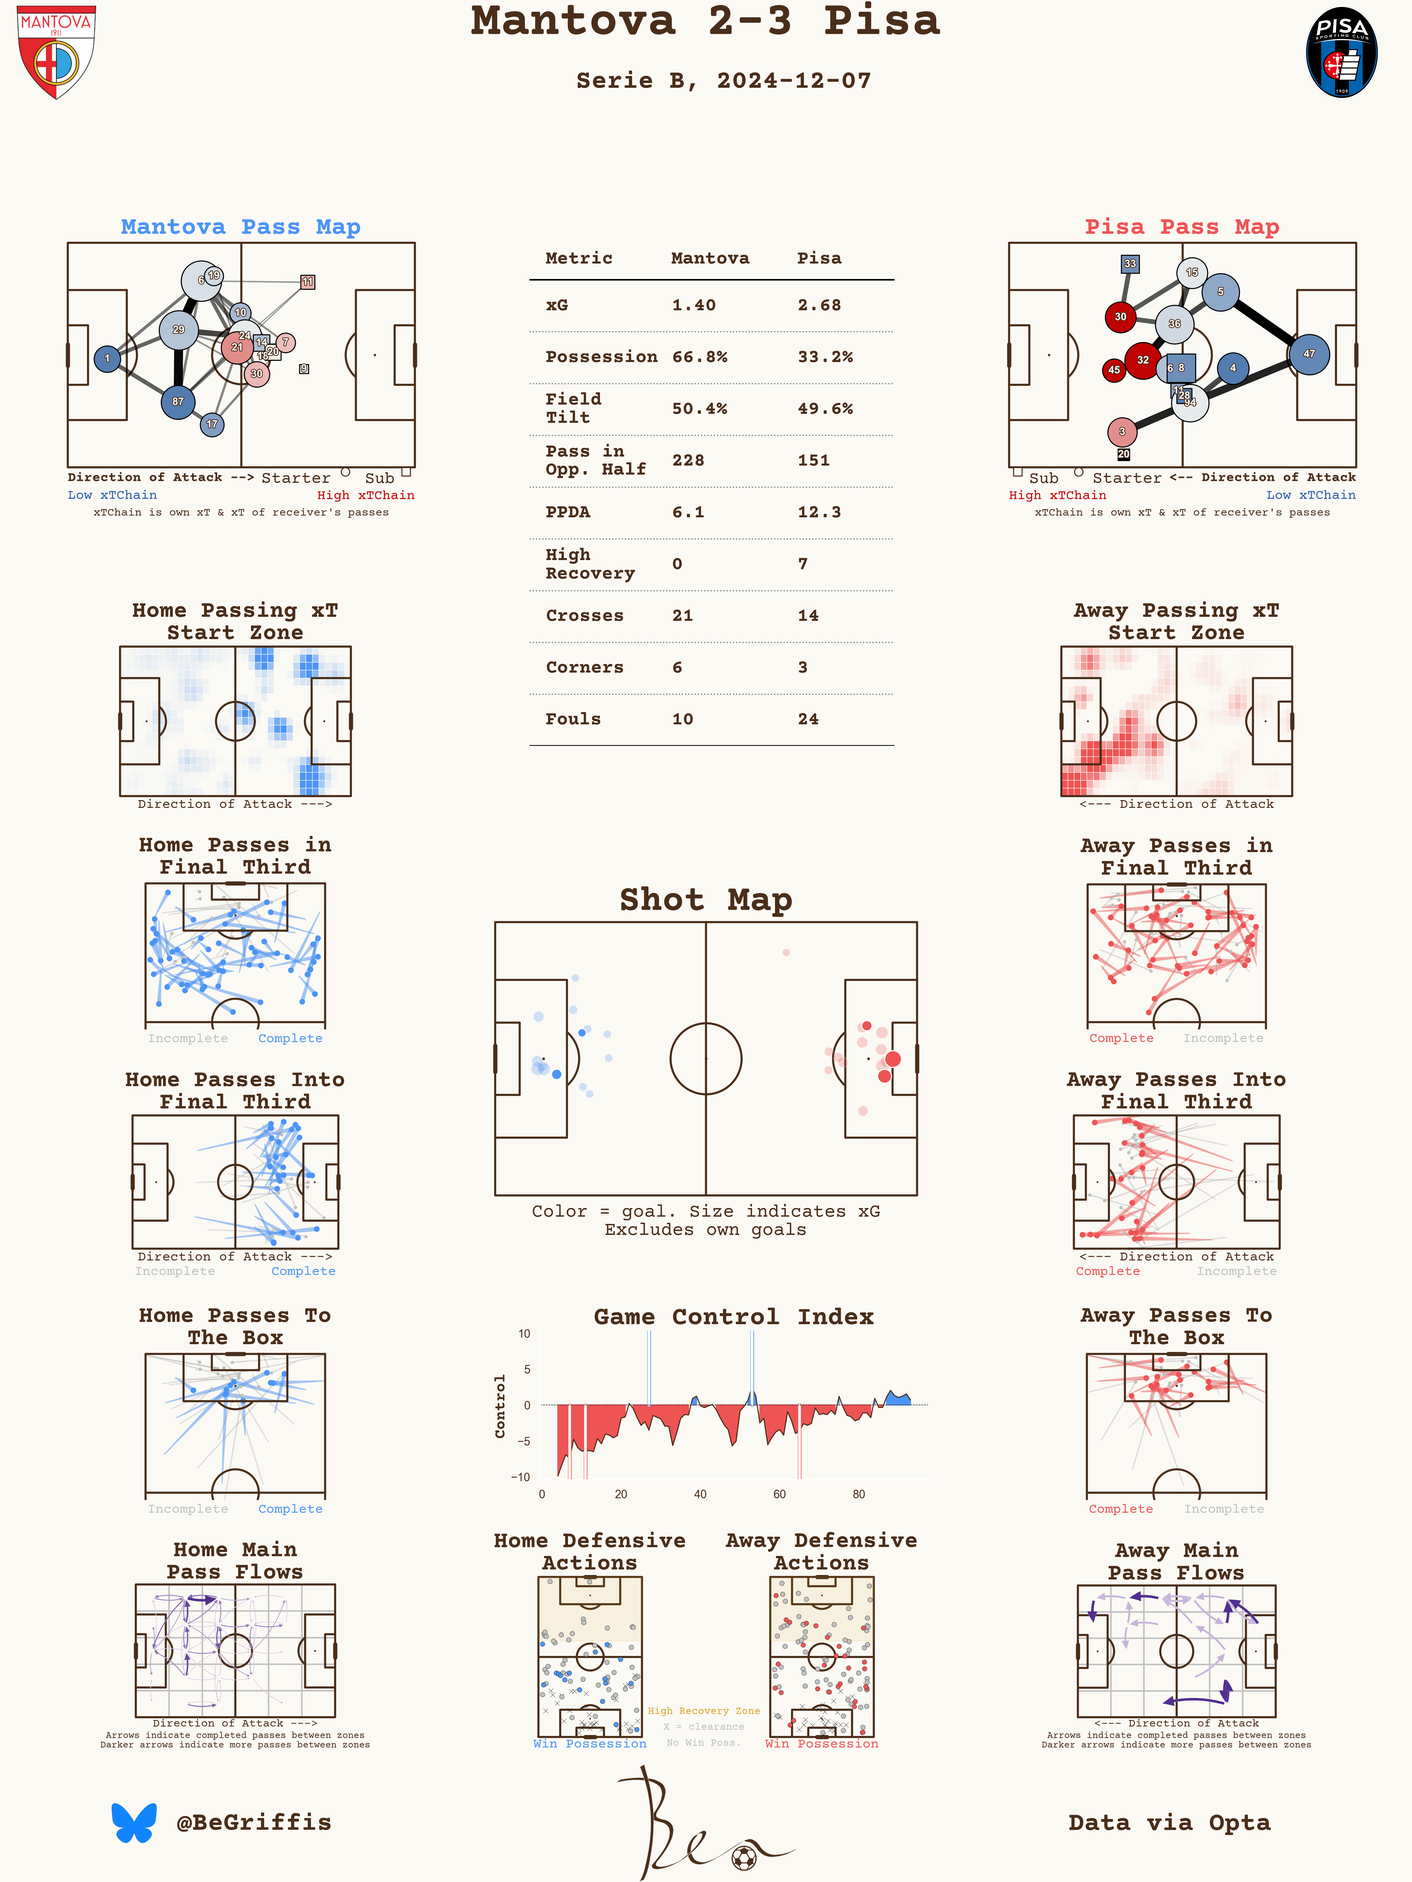 Mantova 2-3 Pisa
Serie B, 2024-12-07
MANTOVA
1911
PISA
SPORTING CLUB
1909
Mantova Pass Map
6
19
11
10
29
24
14
7
21
20
18
1
9
30
87
17
Direction of Attack --> Starter Sub
Low xTChain High xTChain
xTChain is own xT & xT of receiver's passes
Metric Mantova Pisa
xG 1.40 2.68
Possession 66.8% 33.2%
Field
Tilt 50.4% 49.6%
Pass in
Opp. Half 228 151
PPDA 6.1 12.3
High
Recovery 0 7
Crosses 21 14
Corners 6 3
Fouls 10 24
Pisa Pass Map
33
15
5
30
36
32
47
45
6
8
4
11
28
94
3
20
Sub Starter <-- Direction of Attack
High xTChain Low xTChain
xTChain is own xT & xT of receiver's passes
Home Passing xT
Start Zone
Direction of Attack --->
Away Passing xT
Start Zone
<--- Direction of Attack
Home Passes in
Final Third
Incomplete Complete
Away Passes in
Final Third
Complete Incomplete
Shot Map
Color = goal. Size indicates xG
Excludes own goals
Home Passes Into
Final Third
Direction of Attack --->
Incomplete Complete
Away Passes Into
Final Third
<--- Direction of Attack
Complete Incomplete
Home Passes To
The Box
Incomplete Complete
Game Control Index
Control
10
5
0
−5
−10
0 20 40 60 80
Away Passes To
The Box
Complete Incomplete
Home Main
Pass Flows
Direction of Attack --->
Arrows indicate completed passes between zones
Darker arrows indicate more passes between zones
Home Defensive
Actions
Win Possession
Away Defensive
Actions
Win Possession
High Recovery Zone
X = clearance
No Win Poss.
Away Main
Pass Flows
<--- Direction of Attack
Arrows indicate completed passes between zones
Darker arrows indicate more passes between zones
@BeGriffis
Ben
Data via Opta